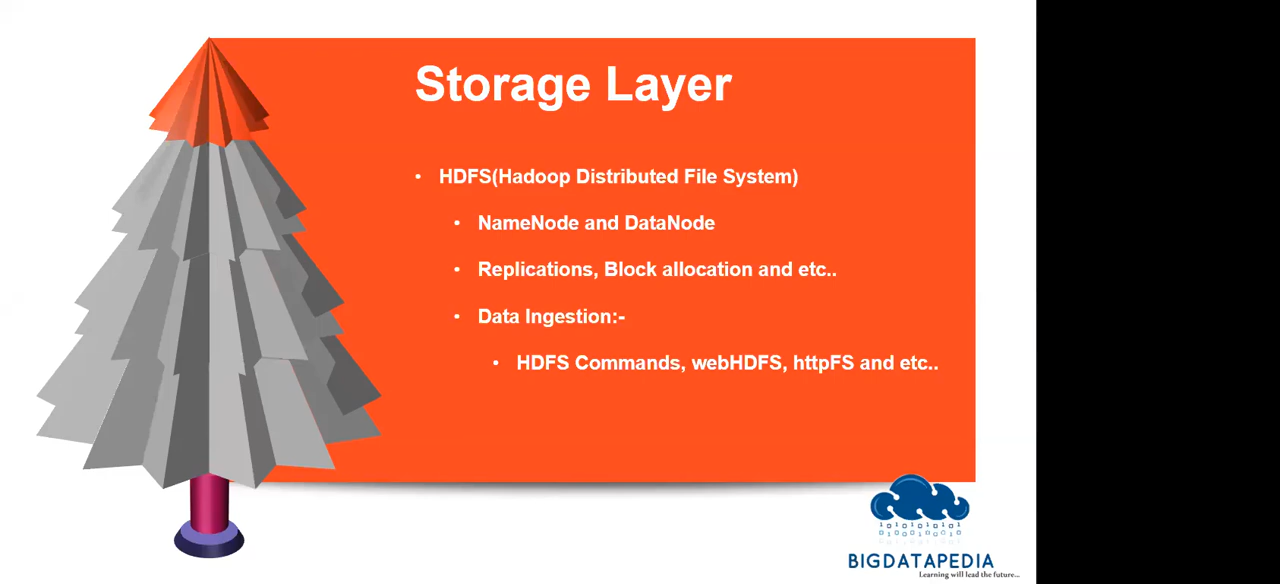 Storage Layer
• HDFS(Hadoop Distributed File System)
• NameNode and DataNode
• Replications, Block allocation and etc..
• Data Ingestion:-
• HDFS Commands, webHDFS, httpFS and etc..
BIGDATAPEDIA
Learning will lead the future...